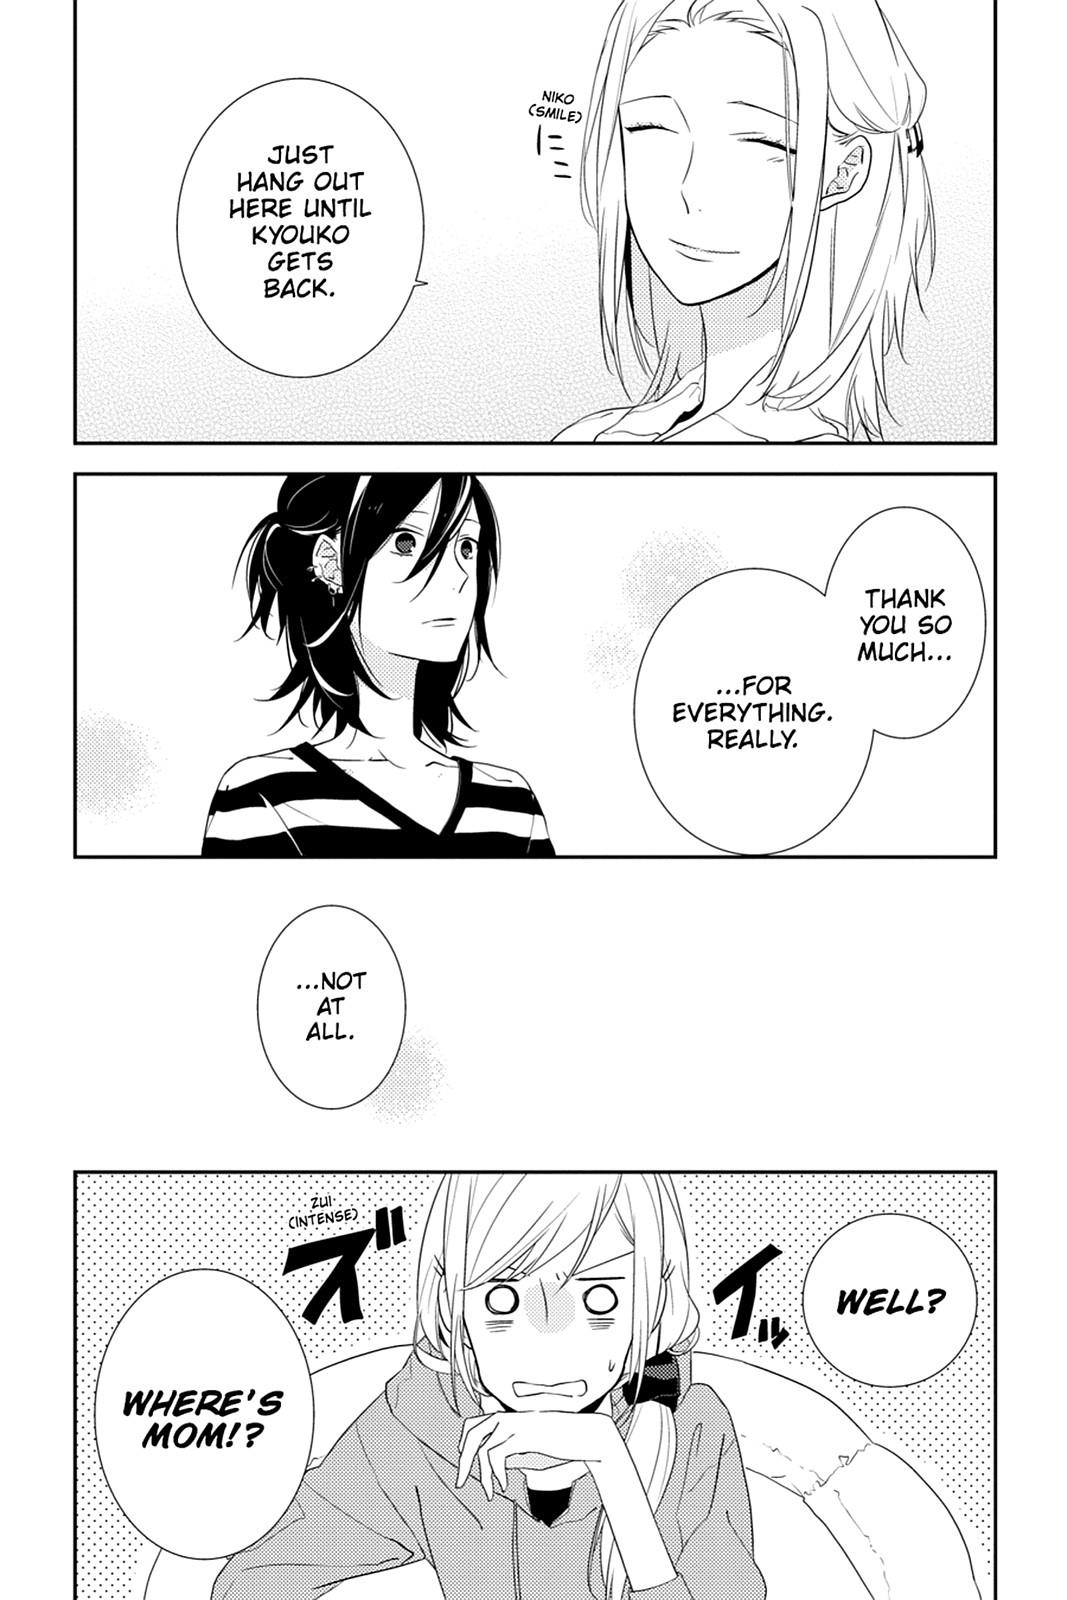 NIKO
(SMILE)
JUST
HANG OUT
HERE UNTIL
KYOUKO
GETS
BACK.
THANK
YOU SO
MUCH...
...FOR
EVERYTHING.
REALLY.
...NOT
AT
ALL.
WELL?
ズイッ
ZUI
(INTENSE)
WHERE'S
MOM!?